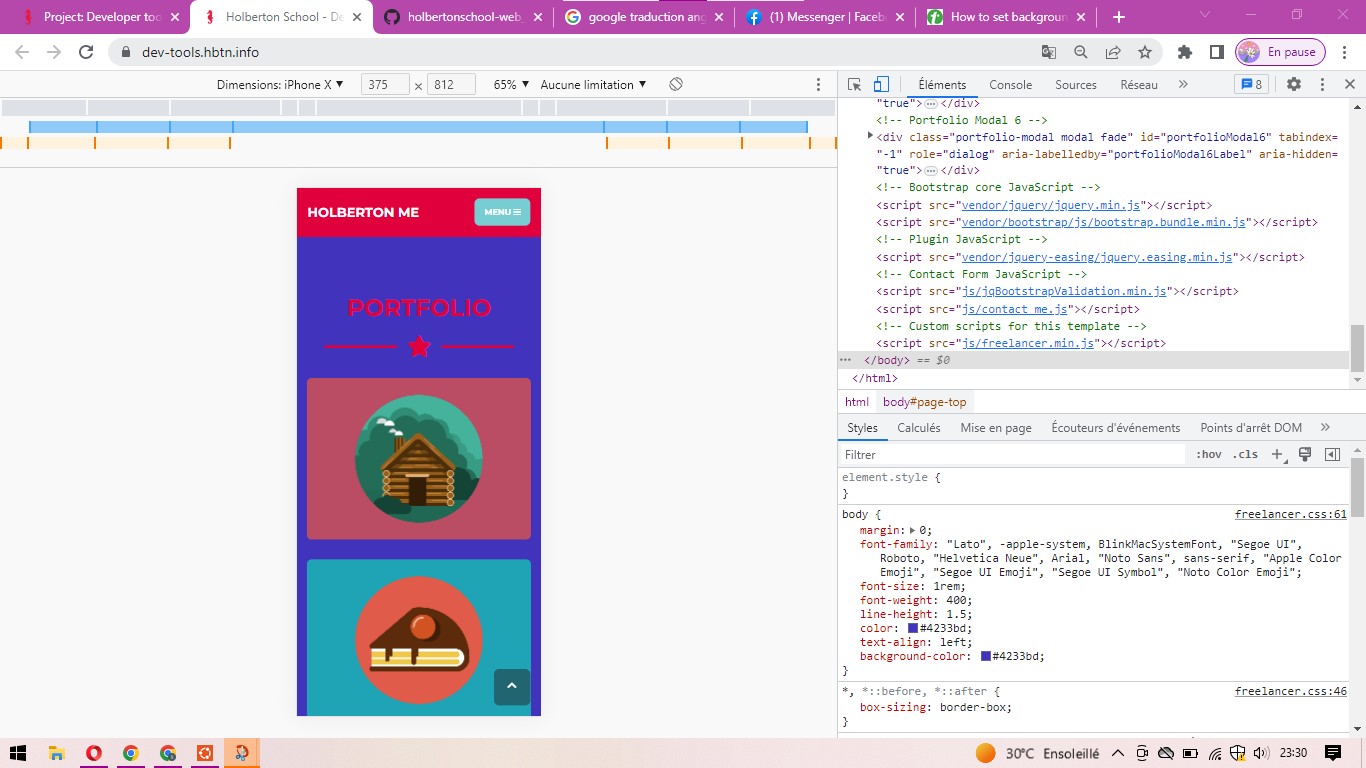 Project: Developer too
Holberton School - De
holbertonschool-web_
google traduction ang
(1) Messenger | Faceb
How to set backgroun
dev-tools.hbtn.info
En pause
Dimensions: iPhone X
375 × 812
65%
Aucune limitation
HOLBERTON ME
MENU
PORTFOLIO
Éléments
Console
Sources
Réseau
8
"true">…</div>
<!-- Portfolio Modal 6 -->
<div class="portfolio-modal modal fade" id="portfolioModal6" tabindex=
"-1" role="dialog" aria-labelledby="portfolioModal6Label" aria-hidden=
"true">…</div>
<!-- Bootstrap core JavaScript -->
<script src="vendor/jquery/jquery.min.js"></script>
<script src="vendor/bootstrap/js/bootstrap.bundle.min.js"></script>
<!-- Plugin JavaScript -->
<script src="vendor/jquery-easing/jquery.easing.min.js"></script>
<!-- Contact Form JavaScript -->
<script src="js/jqBootstrapValidation.min.js"></script>
<script src="js/contact_me.js"></script>
<!-- Custom scripts for this template -->
<script src="js/freelancer.min.js"></script>
… </body> == $0
</html>
html
body#page-top
Styles
Calculés
Mise en page
Écouteurs d'événements
Points d'arrêt DOM
Filtrer
:hov
.cls
element.style {
}
body {
freelancer.css:61
margin: 0;
font-family: "Lato", -apple-system, BlinkMacSystemFont, "Segoe UI",
Roboto, "Helvetica Neue", Arial, "Noto Sans", sans-serif, "Apple Color
Emoji", "Segoe UI Emoji", "Segoe UI Symbol", "Noto Color Emoji";
font-size: 1rem;
font-weight: 400;
line-height: 1.5;
color: #4233bd;
text-align: left;
background-color: #4233bd;
}
*, *::before, *::after {
freelancer.css:46
box-sizing: border-box;
}
30°C Ensoleillé
23:30